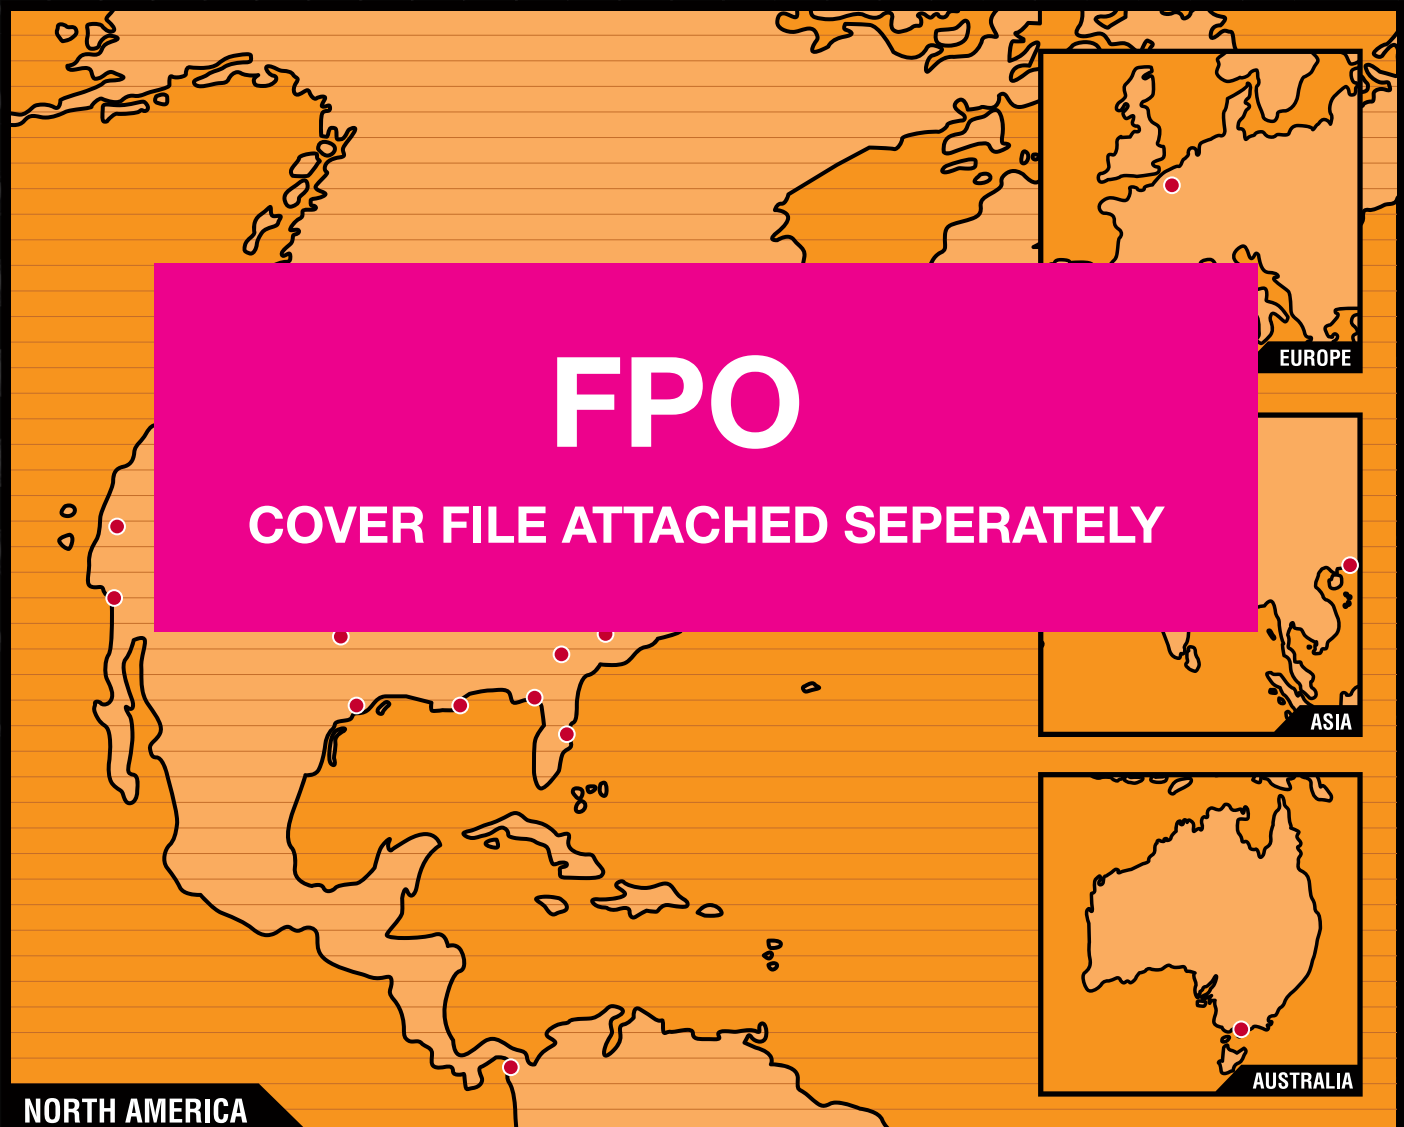 EUROPE
FPO
COVER FILE ATTACHED SEPERATELY
ASIA
AUSTRALIA
NORTH AMERICA